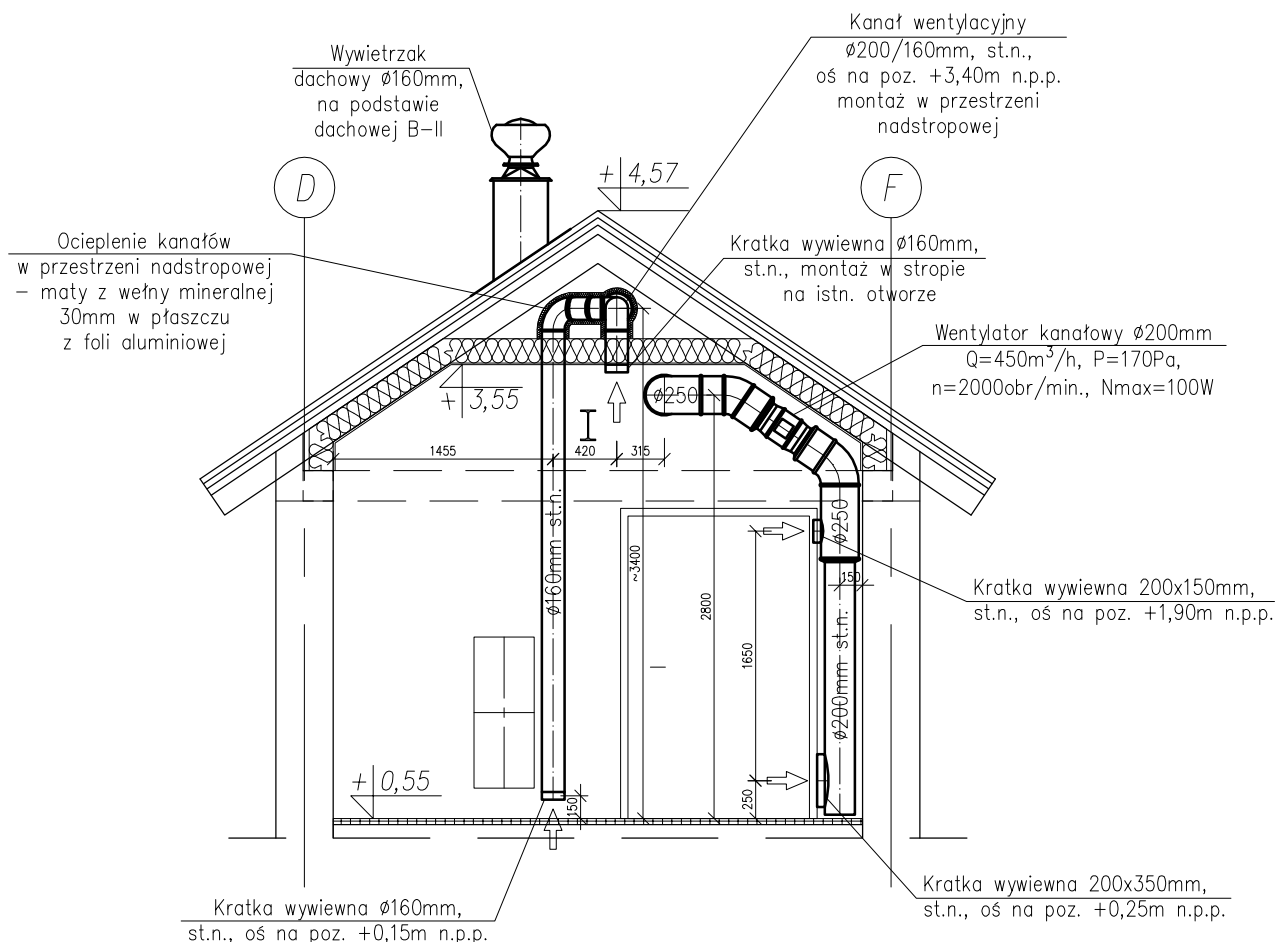 Kanał wentylacyjny
ø200/160mm, st.n.,
oś na poz. +3,40m n.p.p.
montaż w przestrzeni
nadstropowej
Wywietrzak
dachowy ø160mm,
na podstawie
dachowej B-II
D
+4,57
F
Ocieplenie kanałów
w przestrzeni nadstropowej
– maty z wełny mineralnej
30mm w płaszczu
z foli aluminiowej
Kratka wywiewna ø160mm,
st.n., montaż w stropie
na istn. otworze
Wentylator kanałowy ø200mm
Q=450m³/h, P=170Pa,
n=2000obr/min., Nmax=100W
+3,55
ø250
I
1455
420
315
ø160mm st.n.
~3400
2800
1650
250
150
ø250
150
ø200mm st.n.
Kratka wywiewna 200x150mm,
st.n., oś na poz. +1,90m n.p.p.
+0,55
Kratka wywiewna ø160mm,
st.n., oś na poz. +0,15m n.p.p.
Kratka wywiewna 200x350mm,
st.n., oś na poz. +0,25m n.p.p.